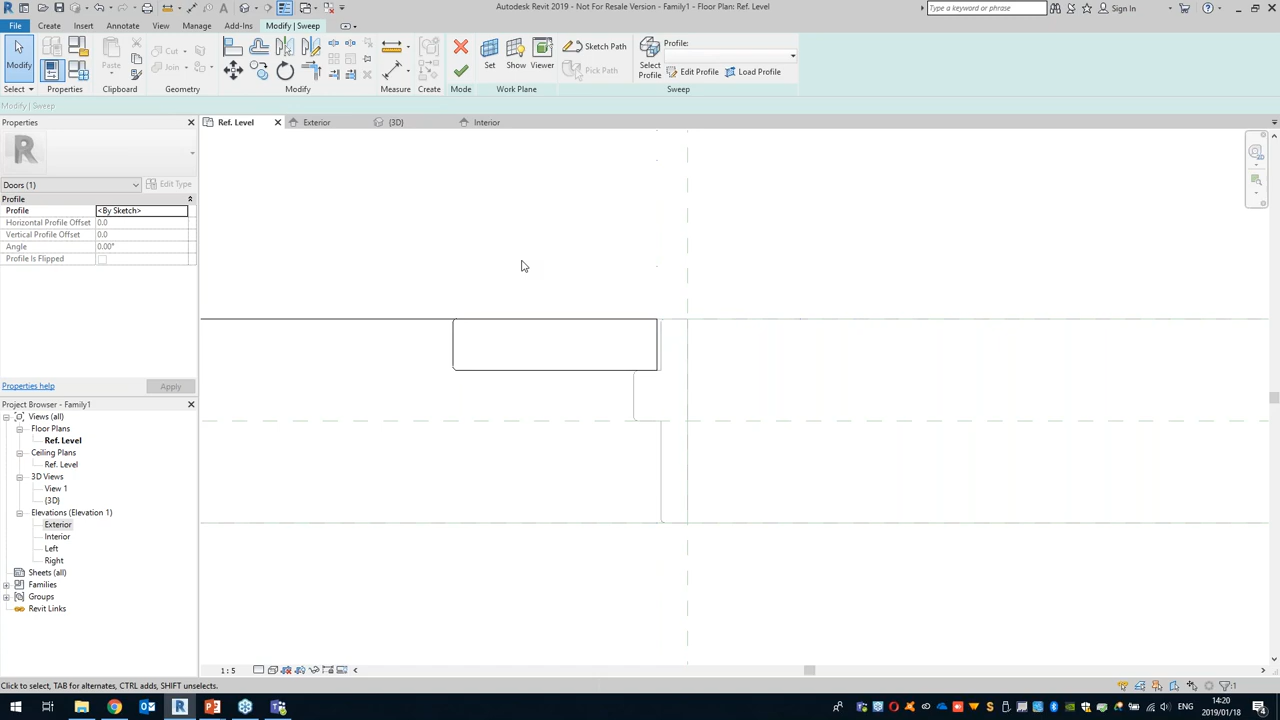 Autodesk Revit 2019 - Not For Resale Version - Family1 - Floor Plan: Ref. Level
Type a keyword or phrase
Sign In
File Create Insert Annotate View Manage Add-Ins Modify | Sweep
Modify
Paste
Cut
Join
Create
Set Show Viewer
Sketch Path
Pick Path
Select Profile
Profile:
Edit Profile
Load Profile
Select Properties Clipboard Geometry Modify Measure Create Mode Work Plane Sweep
Modify | Sweep
Properties
Ref. Level
Exterior
{3D}
Interior
Doors (1)
Edit Type
Profile
Profile <By Sketch>
Horizontal Profile Offset 0.0
Vertical Profile Offset 0.0
Angle 0.00°
Profile Is Flipped
Properties help
Apply
Project Browser - Family1
Views (all)
Floor Plans
Ref. Level
Ceiling Plans
Ref. Level
3D Views
View 1
{3D}
Elevations (Elevation 1)
Exterior
Interior
Left
Right
Sheets (all)
Families
Groups
Revit Links
1 : 5
Click to select, TAB for alternates, CTRL adds, SHIFT unselects.
:1
14:20
2019/01/18